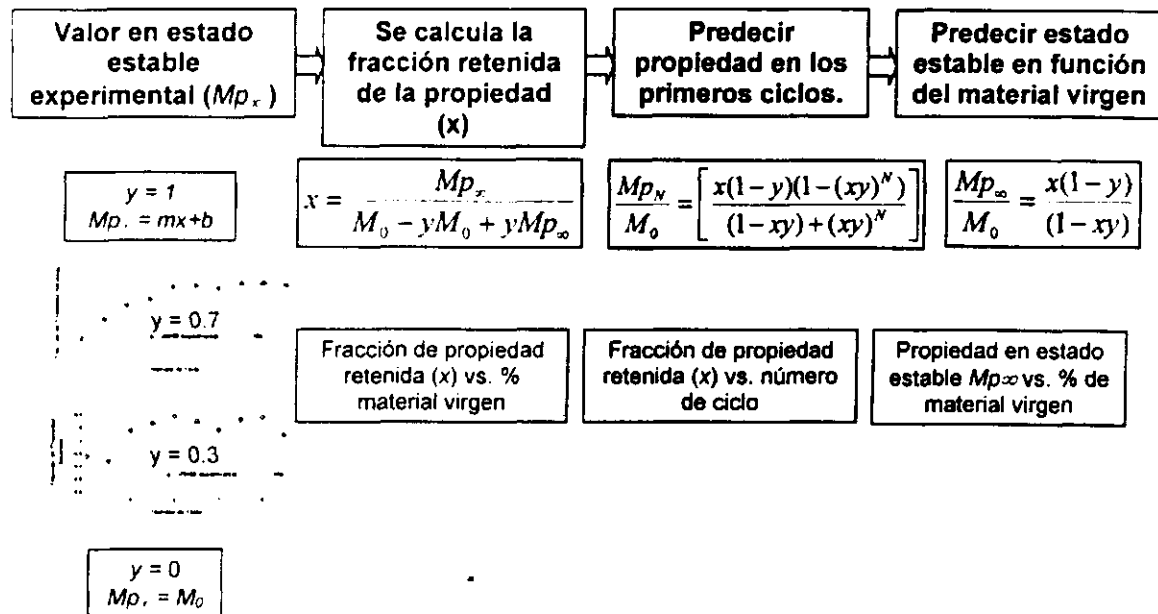 Valor en estado
estable
experimental (Mp∞)
Se calcula la
fracción retenida
de la propiedad
(x)
Predecir
propiedad en los
primeros ciclos.
Predecir estado
estable en función
del material virgen
y = 1
Mp, = mx+b
x = Mp∞ / (M₀ − yM₀ + yMp∞)
Mp_N / M₀ = [ x(1−y)(1−(xy)^N) / ((1−xy)+(xy)^N) ]
Mp∞ / M₀ = x(1−y) / (1−xy)
y = 0.7
Fracción de propiedad
retenida (x) vs. %
material virgen
Fracción de propiedad
retenida (x) vs. número
de ciclo
Propiedad en estado
estable Mp∞ vs. % de
material virgen
y = 0.3
y = 0
Mp, = M₀